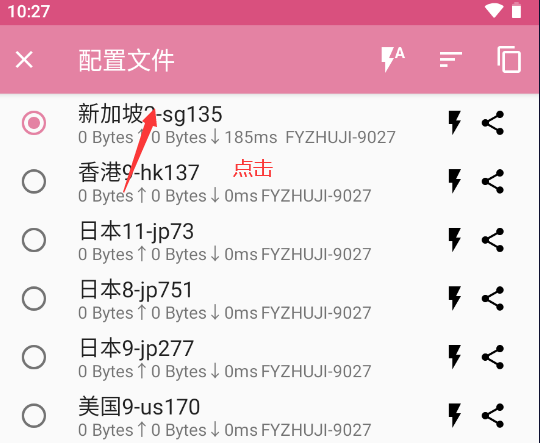 10:27
配置文件
A
新加坡2-sg135
0 Bytes↑0 Bytes↓185ms FYZHUJI-9027
香港9-hk137
点击
0 Bytes↑0 Bytes↓0ms FYZHUJI-9027
日本11-jp73
0 Bytes↑0 Bytes↓0ms FYZHUJI-9027
日本8-jp751
0 Bytes↑0 Bytes↓0ms FYZHUJI-9027
日本9-jp277
0 Bytes↑0 Bytes↓0ms FYZHUJI-9027
美国9-us170
0 Bytes↑0 Bytes↓0ms FYZHUJI-9027